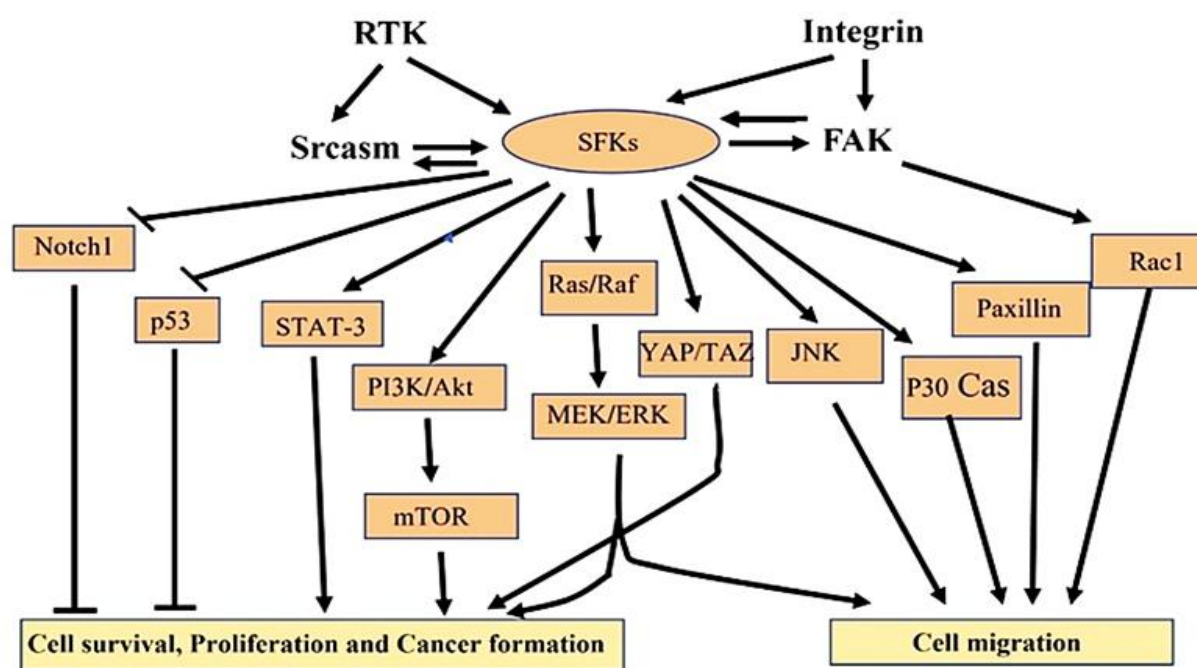 RTK
Integrin
Srcasm
SFKs
FAK
Notch1
p53
STAT-3
PI3K/Akt
mTOR
Ras/Raf
MEK/ERK
YAP/TAZ
JNK
P30 Cas
Paxillin
Rac1
Cell survival, Proliferation and Cancer formation
Cell migration